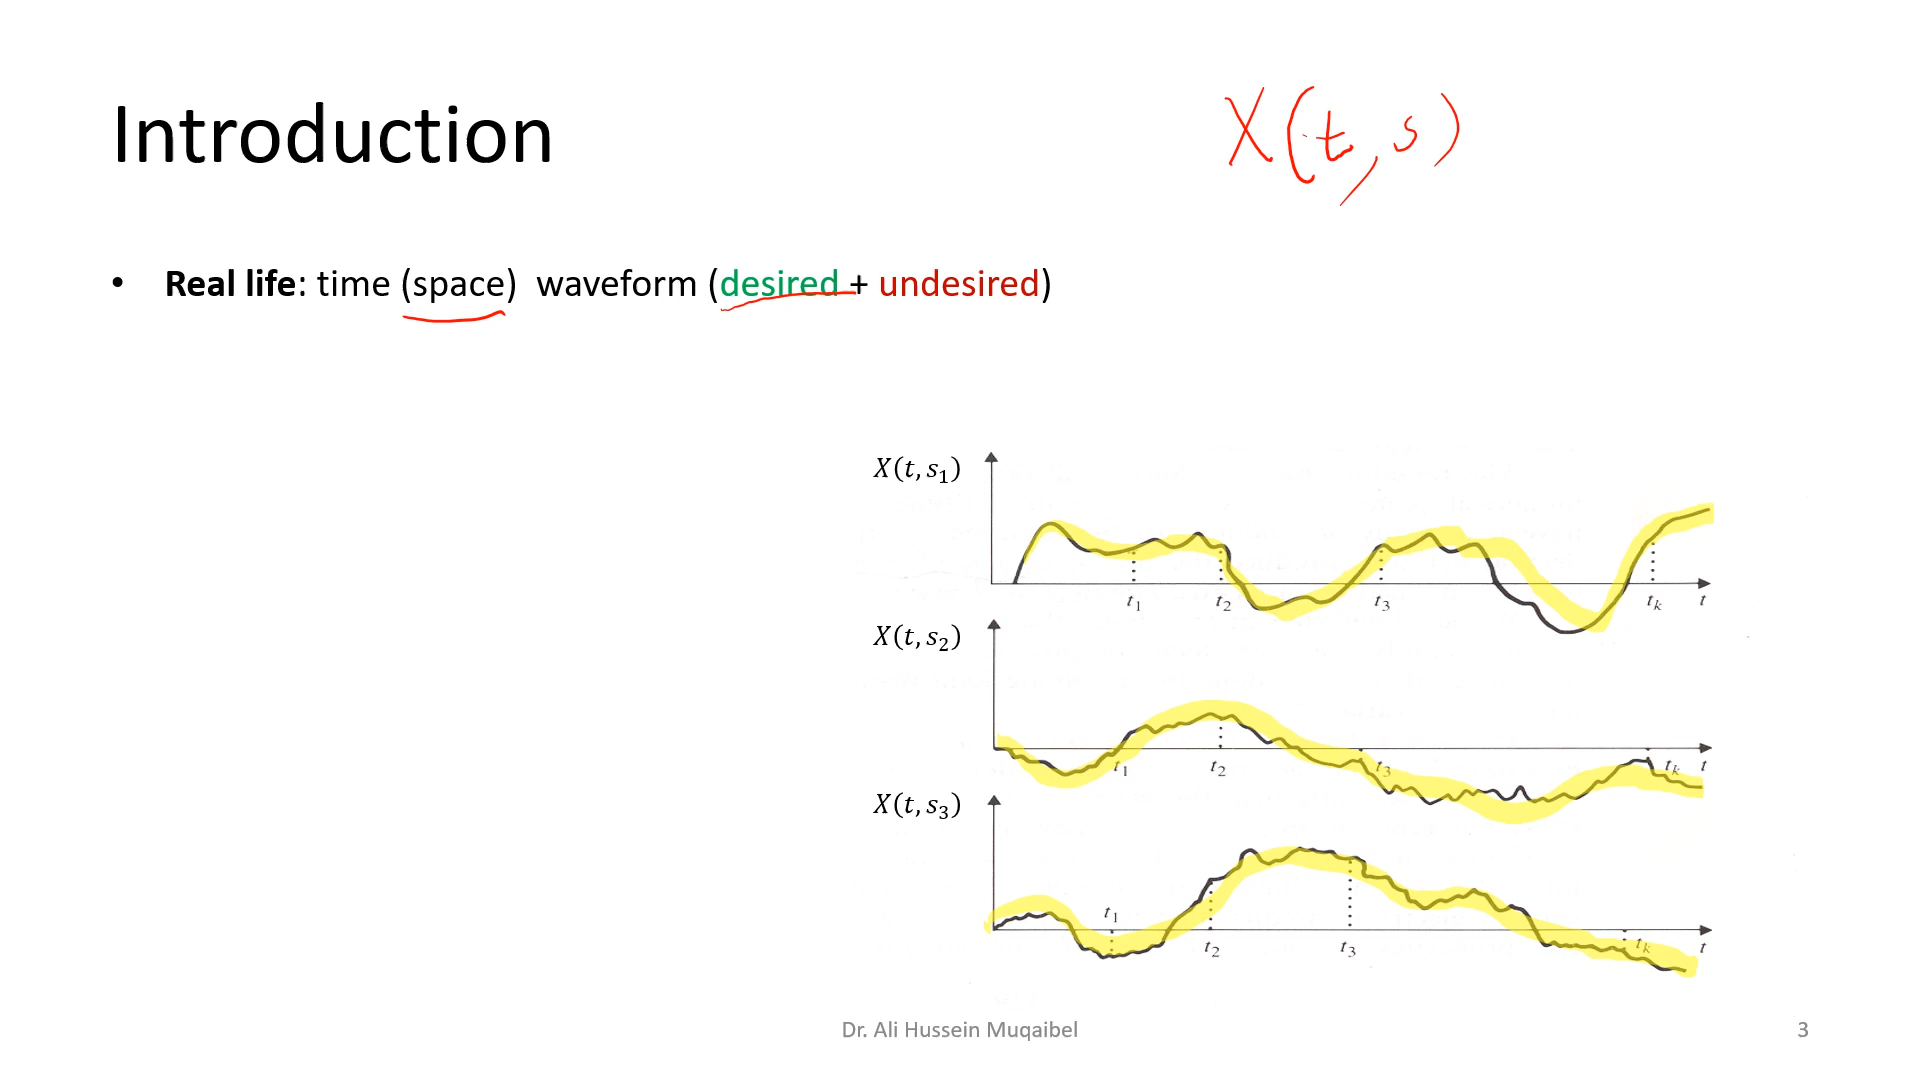 Introduction
X(t,s)
• Real life: time (space) waveform (desired + undesired)
X(t,s₁)
t₁ t₂ t₃ tₖ t
X(t,s₂)
t₁ t₂ t₃ tₖ t
X(t,s₃)
t₁
t₂ t₃ tₖ t
Dr. Ali Hussein Muqaibel 3